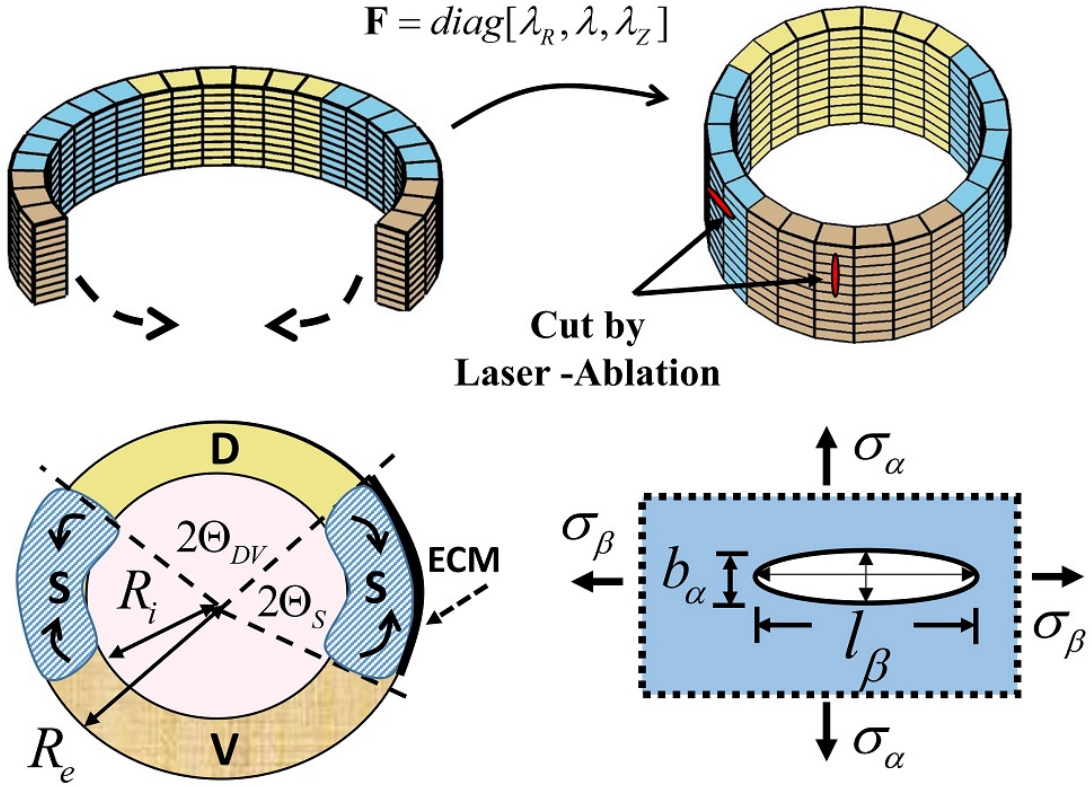 F = diag[λ_R, λ, λ_Z]
Cut by
Laser -Ablation
D
2Θ_DV
S
R_i
2Θ_S
S
ECM
R_e
V
σ_α
σ_β
b_α
l_β
σ_β
σ_α